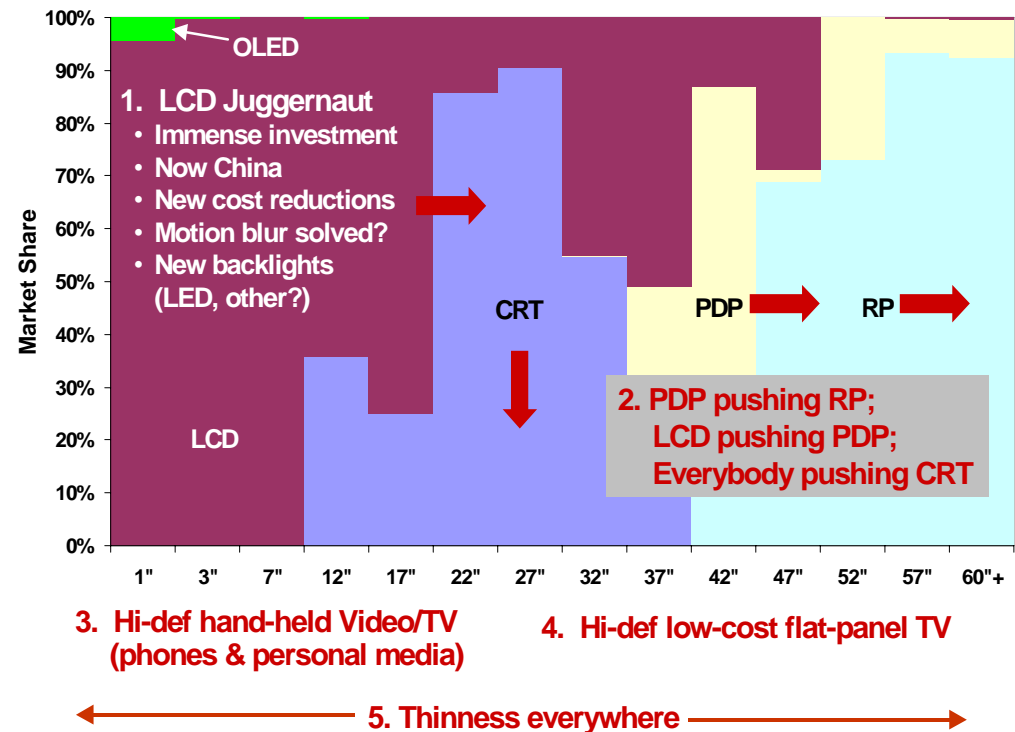 100%
90%
80%
70%
60%
50%
40%
30%
20%
10%
0%
Market Share
OLED
1. LCD Juggernaut
• Immense investment
• Now China
• New cost reductions
• Motion blur solved?
• New backlights
(LED, other?)
CRT
PDP
RP
LCD
2. PDP pushing RP;
LCD pushing PDP;
Everybody pushing CRT
1" 3" 7" 12" 17" 22" 27" 32" 37" 42" 47" 52" 57" 60"+
3. Hi-def hand-held Video/TV
(phones & personal media)
4. Hi-def low-cost flat-panel TV
5. Thinness everywhere